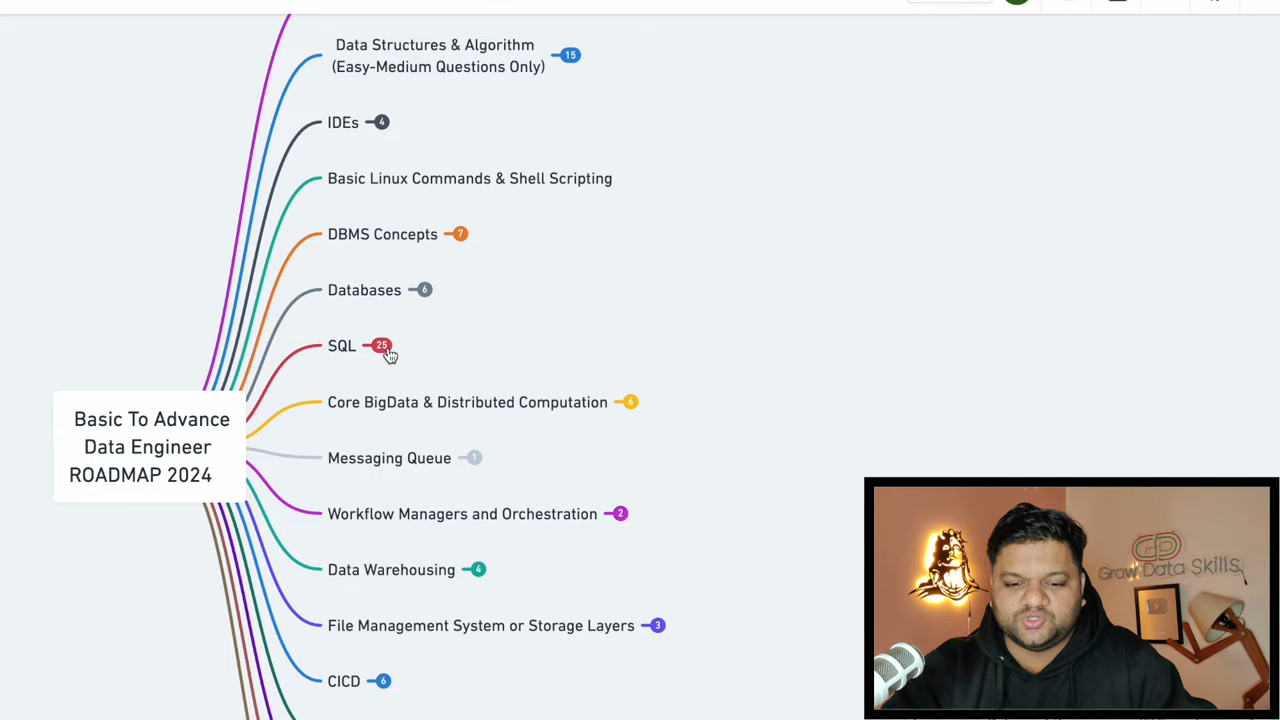 Data Structures & Algorithm
(Easy-Medium Questions Only)
15
IDEs
4
Basic Linux Commands & Shell Scripting
DBMS Concepts
7
Databases
6
SQL
25
Core BigData & Distributed Computation
6
Messaging Queue
1
Workflow Managers and Orchestration
2
Data Warehousing
4
File Management System or Storage Layers
3
CICD
6
Basic To Advance
Data Engineer
ROADMAP 2024
GD
Grow Data Skills